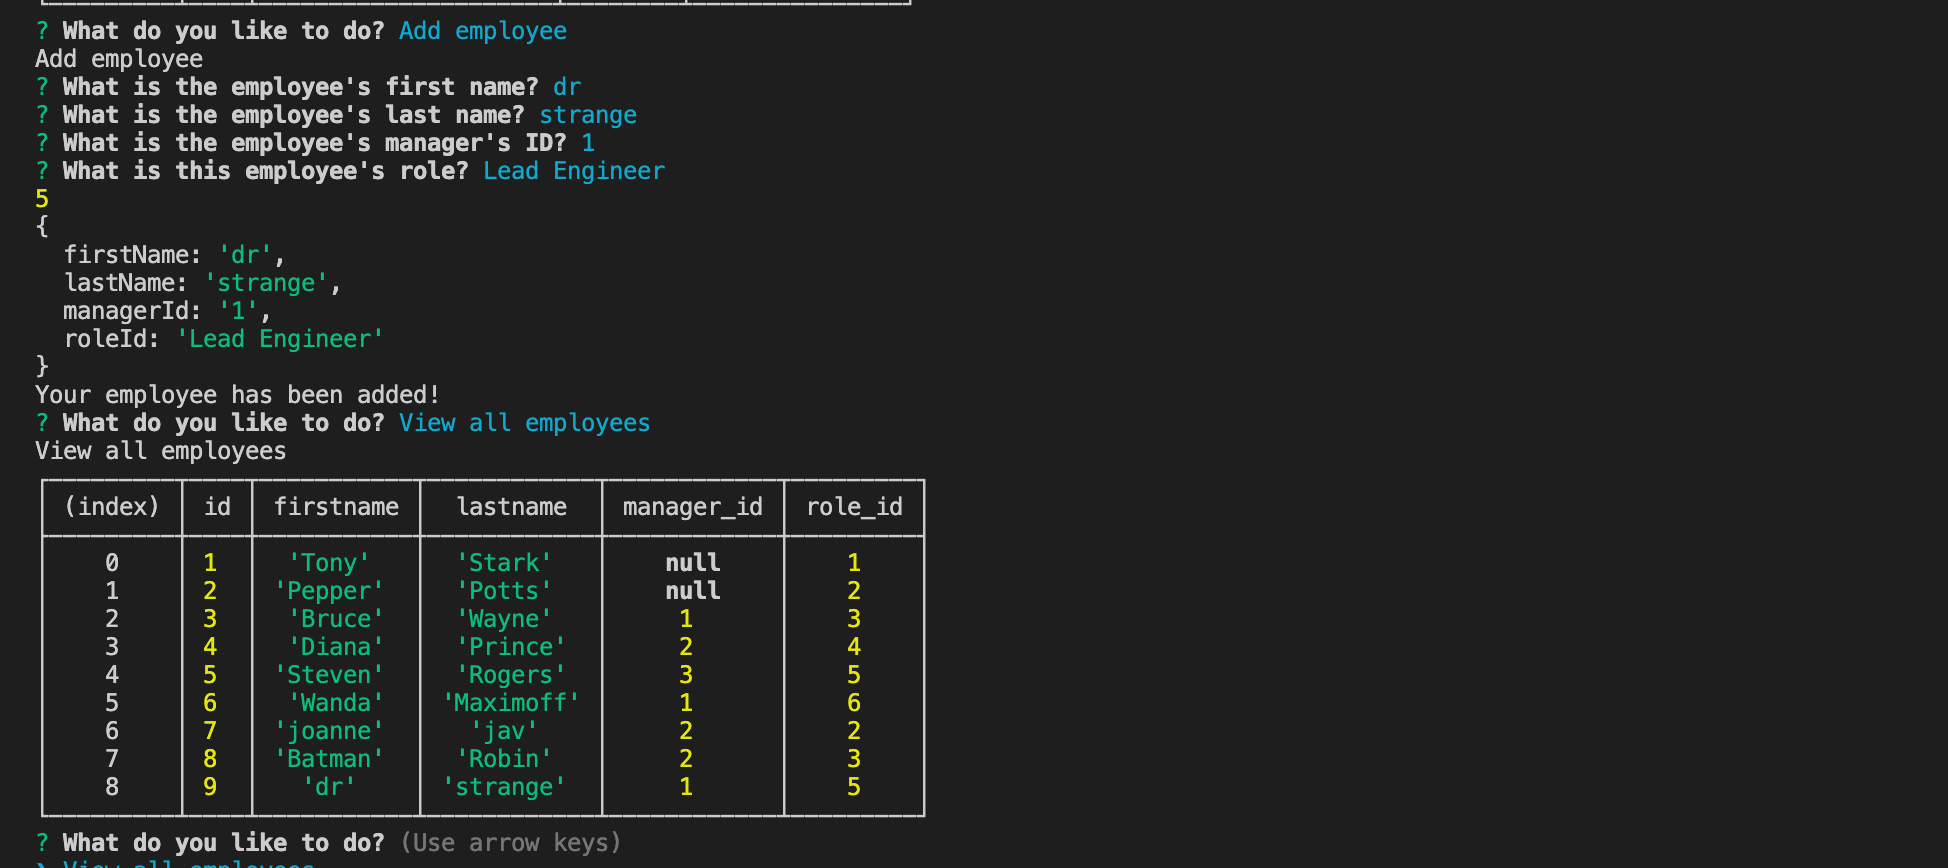 ? What do you like to do? Add employee
Add employee
? What is the employee's first name? dr
? What is the employee's last name? strange
? What is the employee's manager's ID? 1
? What is this employee's role? Lead Engineer
5
{
  firstName: 'dr',
  lastName: 'strange',
  managerId: '1',
  roleId: 'Lead Engineer'
}
Your employee has been added!
? What do you like to do? View all employees
View all employees
(index) id firstname lastname manager_id role_id
0 1 'Tony' 'Stark' null 1
1 2 'Pepper' 'Potts' null 2
2 3 'Bruce' 'Wayne' 1 3
3 4 'Diana' 'Prince' 2 4
4 5 'Steven' 'Rogers' 3 5
5 6 'Wanda' 'Maximoff' 1 6
6 7 'joanne' 'jav' 2 2
7 8 'Batman' 'Robin' 2 3
8 9 'dr' 'strange' 1 5
? What do you like to do? (Use arrow keys)
❯ View all employees